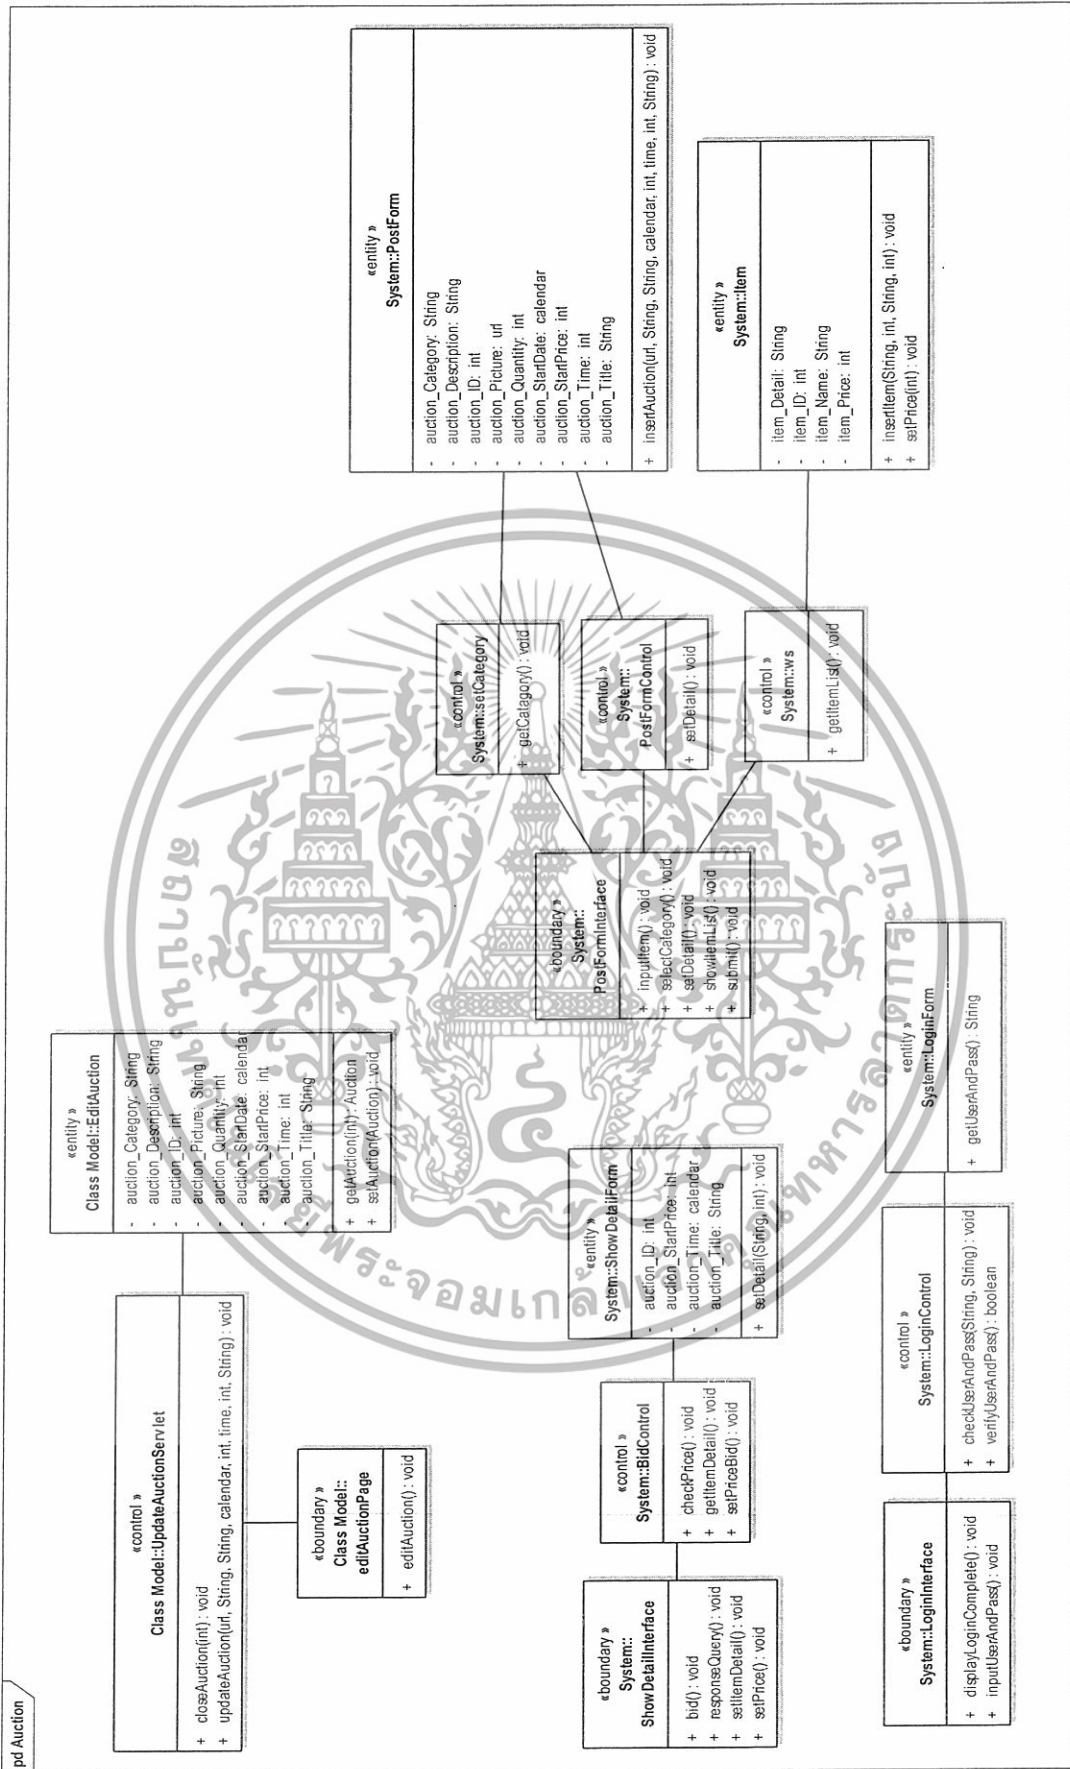 pd Auction
«control »
Class Model::UpdateAuctionServlet
+ closeAuction(int) : void
+ updateAuction(url, String, String, calendar, int, time, int, String) : void
«entity »
Class Model::EditAuction
- auction_Category: String
- auction_Description: String
- auction_ID: int
- auction_Picture: String
- auction_Quantity: int
- auction_StartDate: calendar
- auction_StartPrice: int
- auction_Time: int
- auction_Title: String
+ getAuction(int) : Auction
+ setAuction(Auction) : void
«boundary »
Class Model::
editAuctionPage
+ editAuction() : void
«entity »
System::PostForm
- auction_Category: String
- auction_Description: String
- auction_ID: int
- auction_Picture: url
- auction_Quantity: int
- auction_StartDate: calendar
- auction_StartPrice: int
- auction_Time: int
- auction_Title: String
+ insertAuction(url, String, String, calendar, int, time, int, String) : void
«control »
System::setCategory
+ getCatagory() : void
«control »
System::
PostFormControl
+ setDetail() : void
«boundary »
System::
PostFormInterface
+ inputItem() : void
+ selectCategory() : void
+ setDetail() : void
+ showItemList() : void
+ submit() : void
«control »
System::ws
+ getItemList() : void
«entity »
System::Item
- item_Detail: String
- item_ID: int
- item_Name: String
- item_Price: int
+ insertItem(String, int, String, int) : void
+ setPrice(int) : void
«boundary »
System::
ShowDetailInterface
+ bid() : void
+ responseQuery() : void
+ setItemDetail() : void
+ setPrice() : void
«control »
System::BidControl
+ checkPrice() : void
+ getItemDetail() : void
+ setPriceBid() : void
«entity »
System::ShowDetailForm
- auction_ID: int
- auction_StartPrice: int
- auction_Time: calendar
- auction_Title: String
+ setDetail(String, int) : void
«boundary »
System::LoginInterface
+ displayLoginComplete() : void
+ inputUserAndPass() : void
«control »
System::LoginControl
+ checkUserAndPass(String, String) : void
+ verifyUserAndPass() : boolean
«entity »
System::LoginForm
+ getUserAndPass() : String